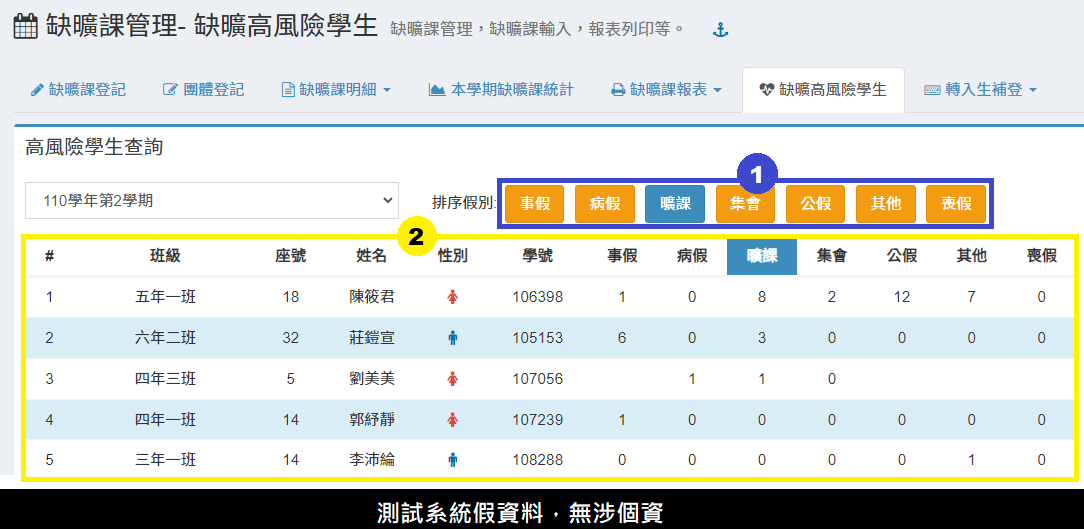 缺曠課管理- 缺曠高風險學生 缺曠課管理，缺曠課輸入，報表列印等。
缺曠課登記 團體登記 缺曠課明細 本學期缺曠課統計 缺曠課報表 缺曠高風險學生 轉入生補登
高風險學生查詢
1
110學年第2學期 排序假別: 事假 病假 曠課 集會 公假 其他 喪假
2
# 班級 座號 姓名 性別 學號 事假 病假 曠課 集會 公假 其他 喪假
1 五年一班 18 陳筱君 106398 1 0 8 2 12 7 0
2 六年二班 32 莊鎧宣 105153 6 0 3 0 0 0 0
3 四年三班 5 劉美美 107056 1 1 0
4 四年一班 14 郭紓靜 107239 1 0 0 0 0 0 0
5 三年一班 14 李沛綸 108288 0 0 0 0 0 1 0
測試系統假資料，無涉個資